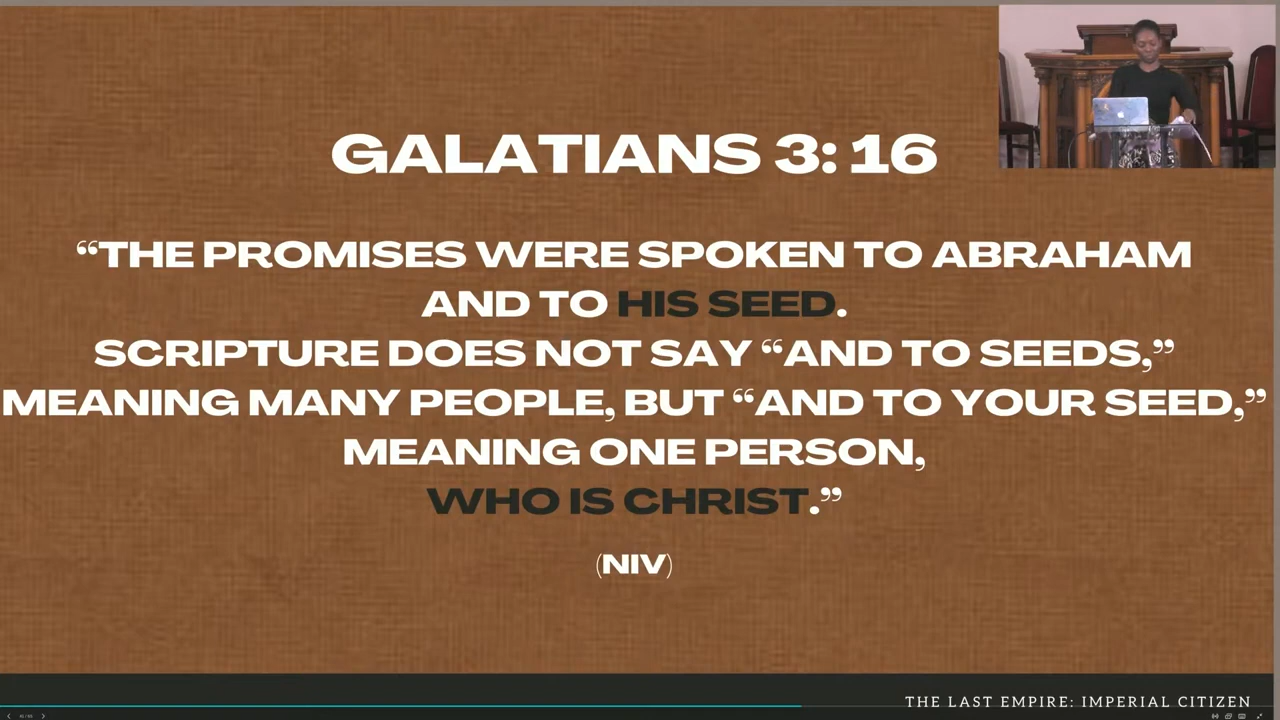 GALATIANS 3: 16
“THE PROMISES WERE SPOKEN TO ABRAHAM
AND TO HIS SEED.
SCRIPTURE DOES NOT SAY “AND TO SEEDS,”
MEANING MANY PEOPLE, BUT “AND TO YOUR SEED,”
MEANING ONE PERSON,
WHO IS CHRIST.”
(NIV)
THE LAST EMPIRE: IMPERIAL CITIZEN